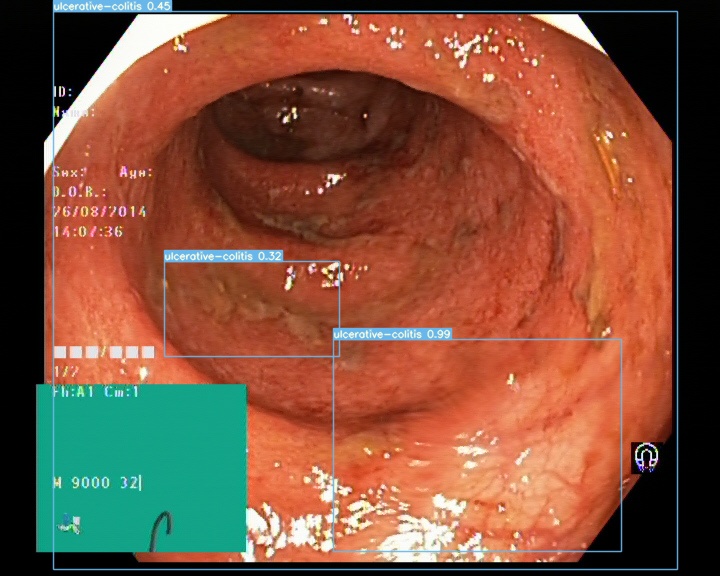 ulcerative-colitis 0.45
ID:
Name:
Sex: Age:
D.O.B.:
26/08/2014
14:07:36
ulcerative-colitis 0.32
ulcerative-colitis 0.99
1/2
Ph:A1 Cm:1
M 9000 32